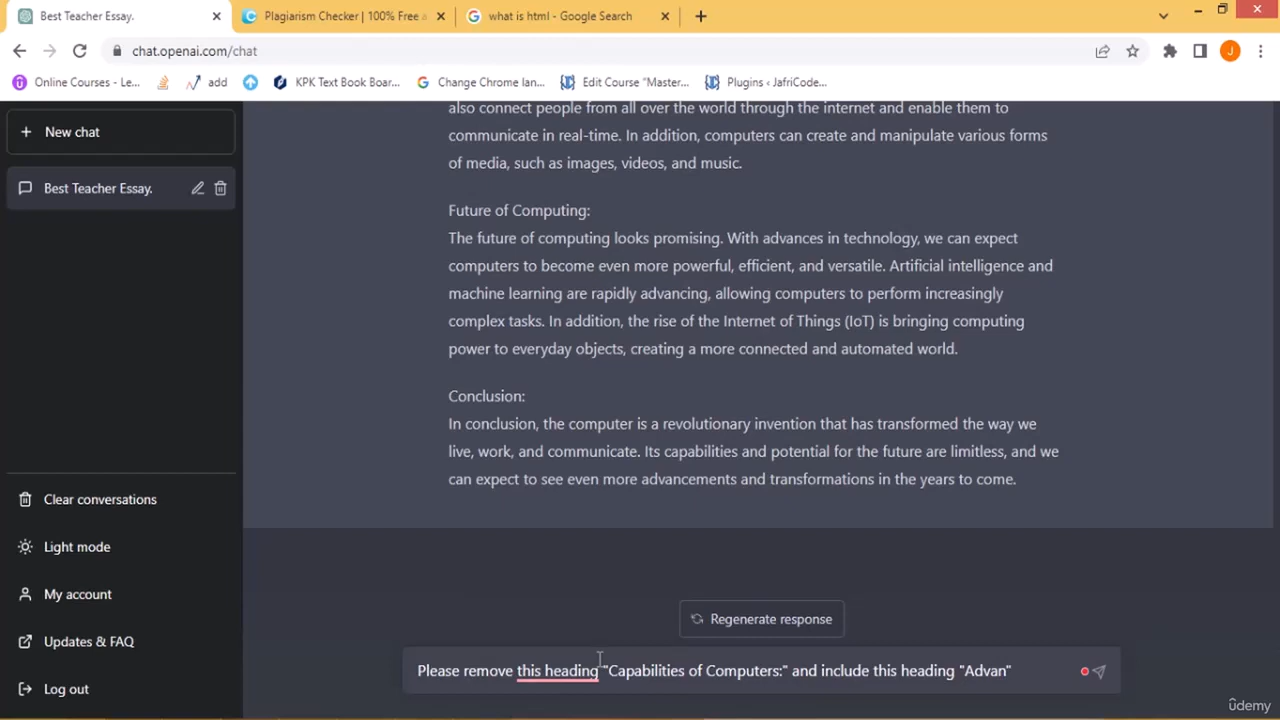 Best Teacher Essay.
Plagiarism Checker | 100% Free a
what is html - Google Search
chat.openai.com/chat
J
Online Courses - Le...
add
KPK Text Book Boar...
Change Chrome lan...
Edit Course "Master...
Plugins ‹ JafriCode...
New chat
Best Teacher Essay.
also connect people from all over the world through the internet and enable them to
communicate in real-time. In addition, computers can create and manipulate various forms
of media, such as images, videos, and music.
Future of Computing:
The future of computing looks promising. With advances in technology, we can expect
computers to become even more powerful, efficient, and versatile. Artificial intelligence and
machine learning are rapidly advancing, allowing computers to perform increasingly
complex tasks. In addition, the rise of the Internet of Things (IoT) is bringing computing
power to everyday objects, creating a more connected and automated world.
Conclusion:
In conclusion, the computer is a revolutionary invention that has transformed the way we
live, work, and communicate. Its capabilities and potential for the future are limitless, and we
can expect to see even more advancements and transformations in the years to come.
Clear conversations
Light mode
My account
Updates & FAQ
Log out
Regenerate response
Please remove this heading "Capabilities of Computers:" and include this heading "Advan"
ûdemy